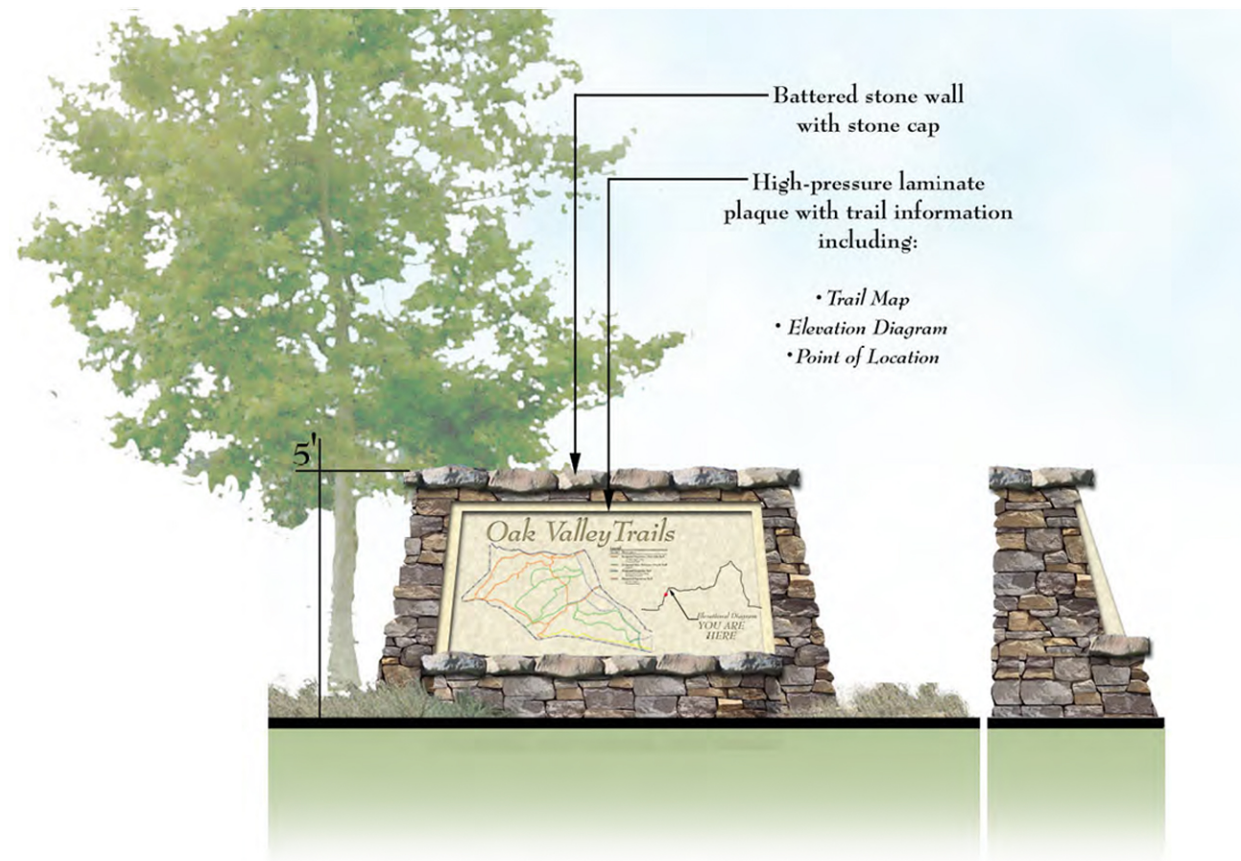 Battered stone wall
with stone cap
High-pressure laminate
plaque with trail information
including:
• Trail Map
• Elevation Diagram
• Point of Location
5'
Oak Valley Trails
Elevational Diagram
YOU ARE
HERE